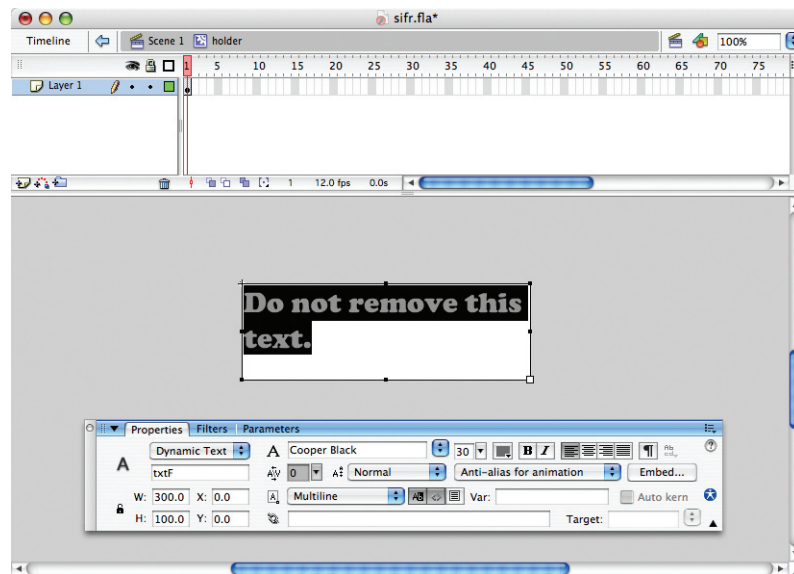 sifr.fla*
Timeline Scene 1 holder 100%
1 5 10 15 20 25 30 35 40 45 50 55 60 65 70 75
Layer 1
1 12.0 fps 0.0s
Do not remove this
text.
Properties Filters Parameters
Dynamic Text A Cooper Black 30 B I
A txtF A/V 0 Normal Anti-alias for animation Embed...
W: 300.0 X: 0.0 Multiline Var: Auto kern
H: 100.0 Y: 0.0 Target: